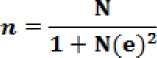 n = N / 1 + N(e)²